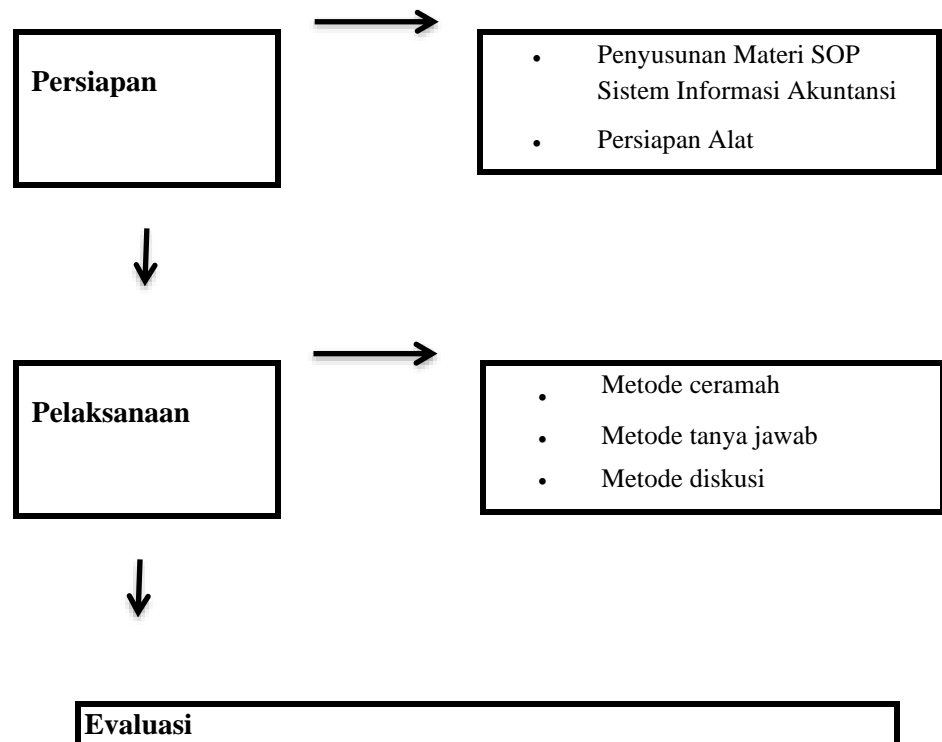 Persiapan
• Penyusunan Materi SOP
Sistem Informasi Akuntansi
• Persiapan Alat
Pelaksanaan
• Metode ceramah
• Metode tanya jawab
• Metode diskusi
Evaluasi